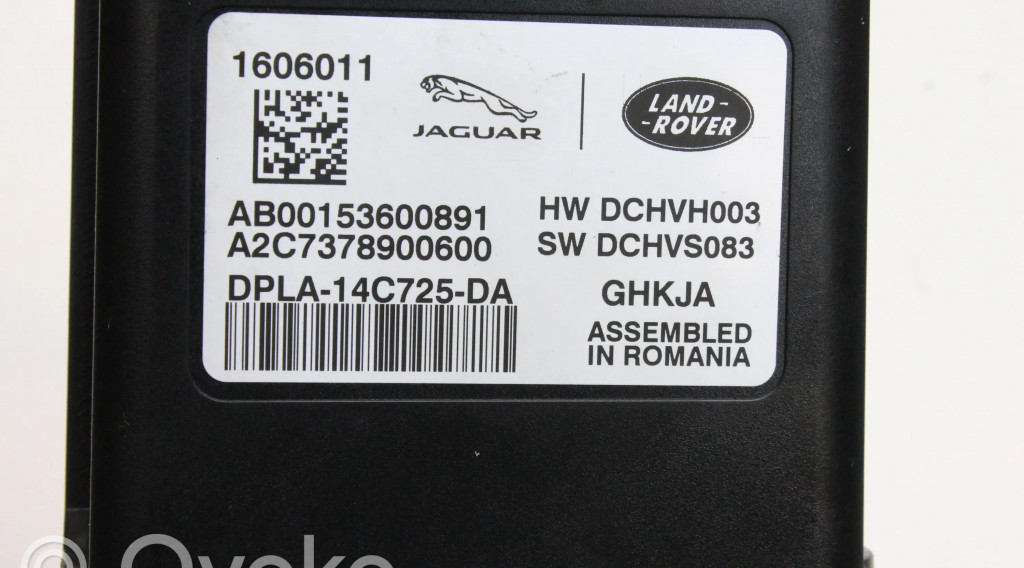 1606011
JAGUAR
LAND-
-ROVER
AB00153600891
A2C7378900600
HW DCHVH003
SW DCHVS083
DPLA-14C725-DA
GHKJA
ASSEMBLED
IN ROMANIA
Ovoko